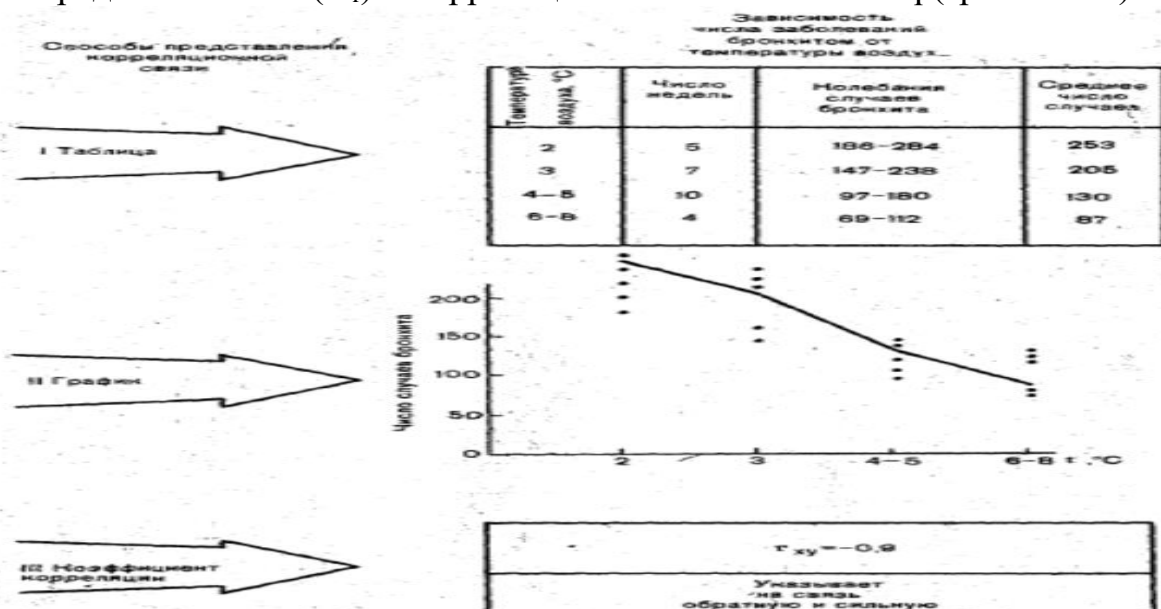 Способы представления
корреляционной
связи
Зависимость
числа заболеваний
бронхитом от
температуры воздух
Температура воздуха, °C
Число недель
Колебания случаев бронхита
Среднее число случаев
I Таблица
2 5 186–284 253
3 7 147–238 205
4–5 10 97–180 130
6–8 4 69–112 87
II График
Число случаев бронхита
200
150
100
50
0
2 3 4–5 6–8 t, °C
III Коэффициент
корреляции
r xy = –0,9
Указывает
на связь
обратную и сильную